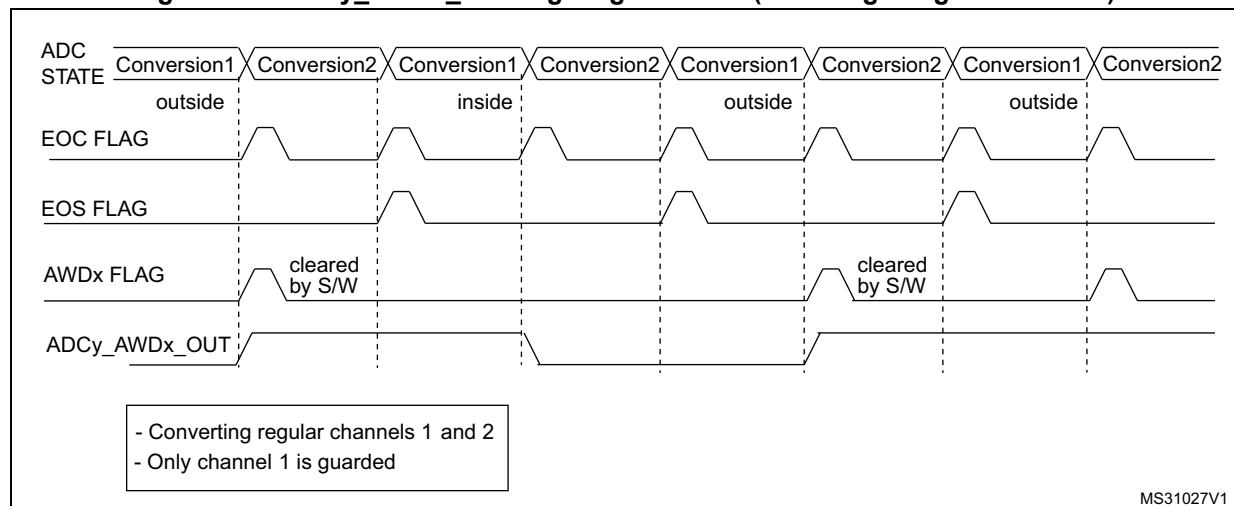 ADC
STATE
Conversion1 Conversion2 Conversion1 Conversion2 Conversion1 Conversion2 Conversion1 Conversion2
outside inside outside outside
EOC FLAG
EOS FLAG
AWDx FLAG
cleared
by S/W
cleared
by S/W
ADCy_AWDx_OUT
- Converting regular channels 1 and 2
- Only channel 1 is guarded
MS31027V1